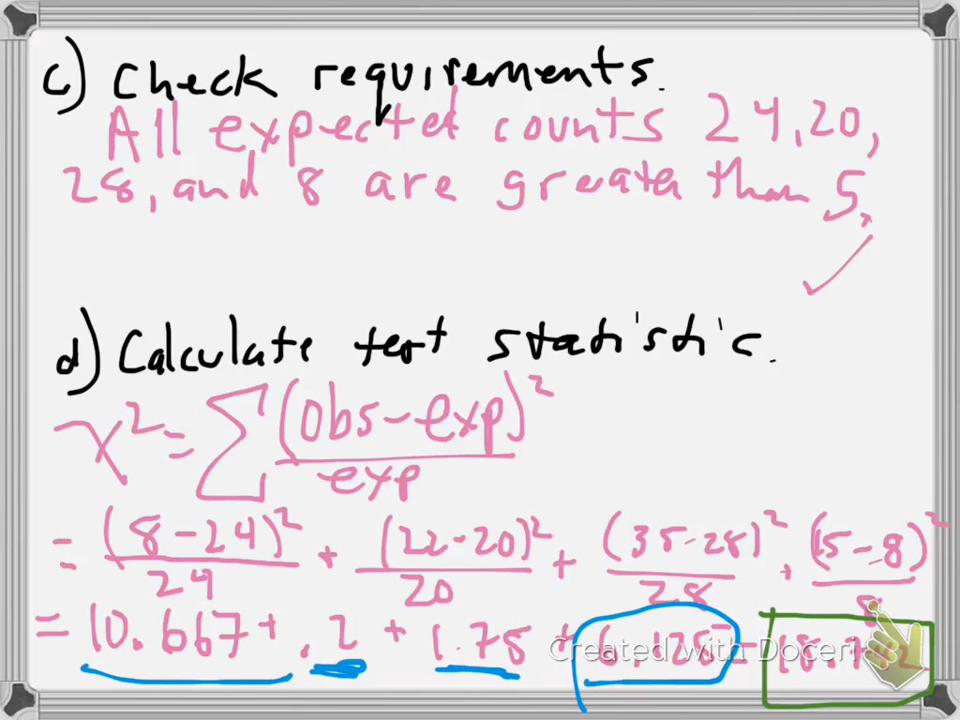 c) Check requirements.
All expected counts 24, 20,
28, and 8 are greater than 5.
d) Calculate test statistic.
χ² = Σ (Obs - exp)² / exp
= (8 - 24)² / 24 + (22 - 20)² / 20 + (35 - 28)² / 28 + (15 - 8)² / 8
= 10.667 + .2 + 1.75 + .125 =
Created with Doceri